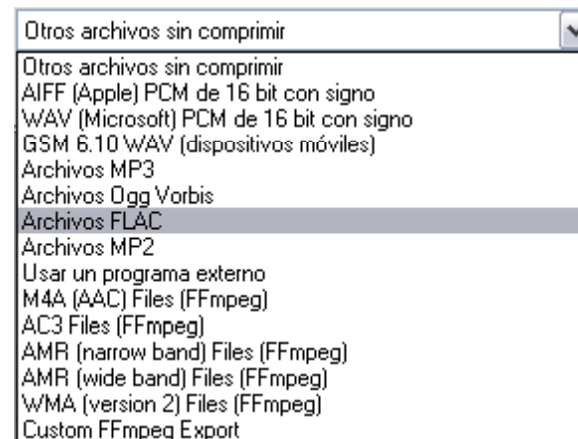 Otros archivos sin comprimir
Otros archivos sin comprimir
AIFF (Apple) PCM de 16 bit con signo
WAV (Microsoft) PCM de 16 bit con signo
GSM 6.10 WAV (dispositivos móviles)
Archivos MP3
Archivos Ogg Vorbis
Archivos FLAC
Archivos MP2
Usar un programa externo
M4A (AAC) Files (FFmpeg)
AC3 Files (FFmpeg)
AMR (narrow band) Files (FFmpeg)
AMR (wide band) Files (FFmpeg)
WMA (version 2) Files (FFmpeg)
Custom FFmpeg Export